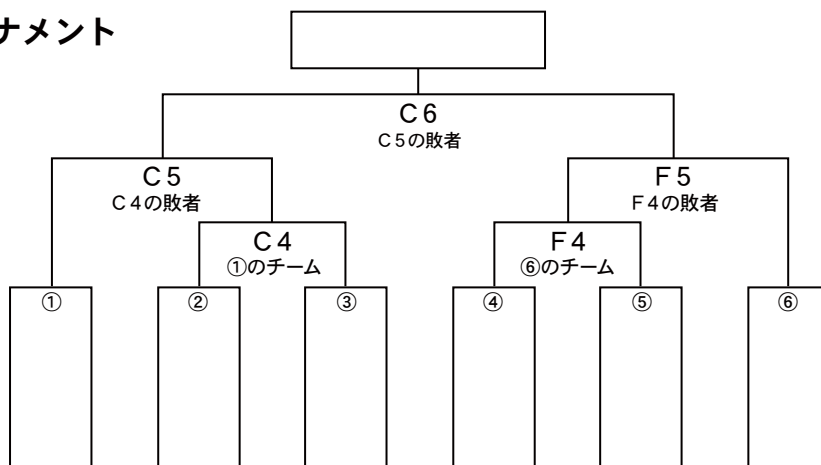 ナメント
C6
C5の敗者
C5
C4の敗者
F5
F4の敗者
C4
①のチーム
F4
⑥のチーム
①
②
③
④
⑤
⑥